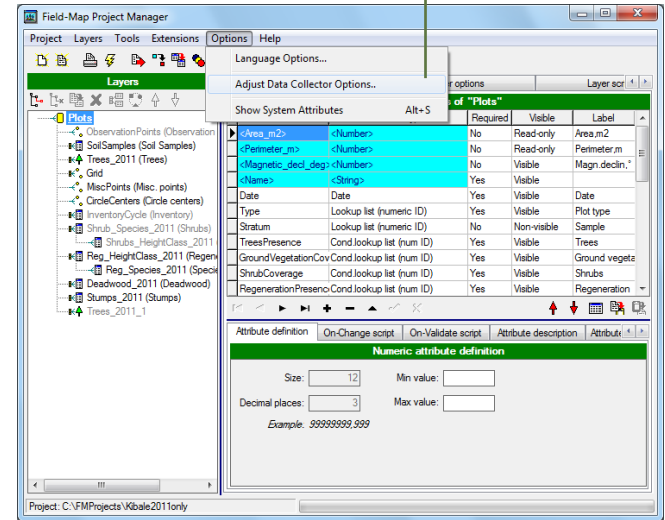 Field-Map Project Manager
Project Layers Tools Extensions Options Help
Language Options...
Adjust Data Collector Options..
Show System Attributes Alt+S
Layers
r options Layer scr
s of "Plots"
Required Visible Label
Plots
ObservationPoints (Observation
SoilSamples (Soil Samples)
Trees_2011 (Trees)
Grid
MiscPoints (Misc. points)
CircleCenters (Circle centers)
InventoryCycle (Inventory)
Shrub_Species_2011 (Shrubs)
Shrubs_HeightClass_2011
Reg_HeightClass_2011 (Regen
Reg_Species_2011 (Specie
Deadwood_2011 (Deadwood)
Stumps_2011 (Stumps)
Trees_2011_1
<Area_m2> <Number> No Read-only Area,m2
<Perimeter_m> <Number> No Read-only Perimeter,m
<Magnetic_decl_deg> <Number> No Visible Magn.declin,°
<Name> <String> Yes Visible
Date Date Yes Visible Date
Type Lookup list (numeric ID) Yes Visible Plot type
Stratum Lookup list (numeric ID) No Non-visible Sample
TreesPresence Cond.lookup list (num ID) Yes Visible Trees
GroundVegetationCov Cond.lookup list (num ID) Yes Visible Ground vegeta
ShrubCoverage Cond.lookup list (num ID) Yes Visible Shrubs
RegenerationPresenc Cond.lookup list (num ID) Yes Visible Regeneration
Attribute definition On-Change script On-Validate script Attribute description Attribute
Numeric attribute definition
Size: 12 Min value:
Decimal places: 3 Max value:
Example: 99999999,999
Project: C:\FMProjects\Kibale2011only